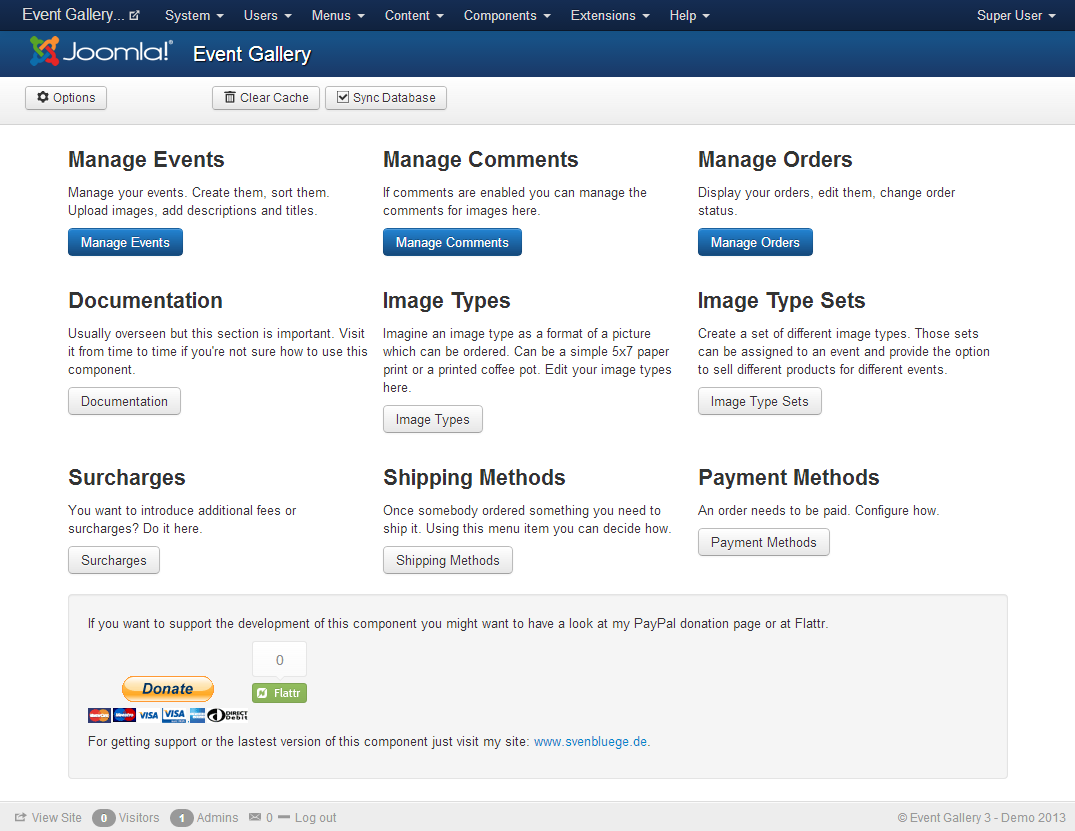 Event Gallery... System Users Menus Content Components Extensions Help Super User
Joomla!® Event Gallery
Options Clear Cache Sync Database
Manage Events
Manage your events. Create them, sort them.
Upload images, add descriptions and titles.
Manage Events
Manage Comments
If comments are enabled you can manage the
comments for images here.
Manage Comments
Manage Orders
Display your orders, edit them, change order
status.
Manage Orders
Documentation
Usually overseen but this section is important. Visit
it from time to time if you're not sure how to use this
component.
Documentation
Image Types
Imagine an image type as a format of a picture
which can be ordered. Can be a simple 5x7 paper
print or a printed coffee pot. Edit your image types
here.
Image Types
Image Type Sets
Create a set of different image types. Those sets
can be assigned to an event and provide the option
to sell different products for different events.
Image Type Sets
Surcharges
You want to introduce additional fees or
surcharges? Do it here.
Surcharges
Shipping Methods
Once somebody ordered something you need to
ship it. Using this menu item you can decide how.
Shipping Methods
Payment Methods
An order needs to be paid. Configure how.
Payment Methods
If you want to support the development of this component you might want to have a look at my PayPal donation page or at Flattr.
0
Donate
Flattr
MasterCard Maestro VISA VISA DIRECT Debit
For getting support or the lastest version of this component just visit my site: www.svenbluege.de.
View Site 0 Visitors 1 Admins 0 Log out © Event Gallery 3 - Demo 2013